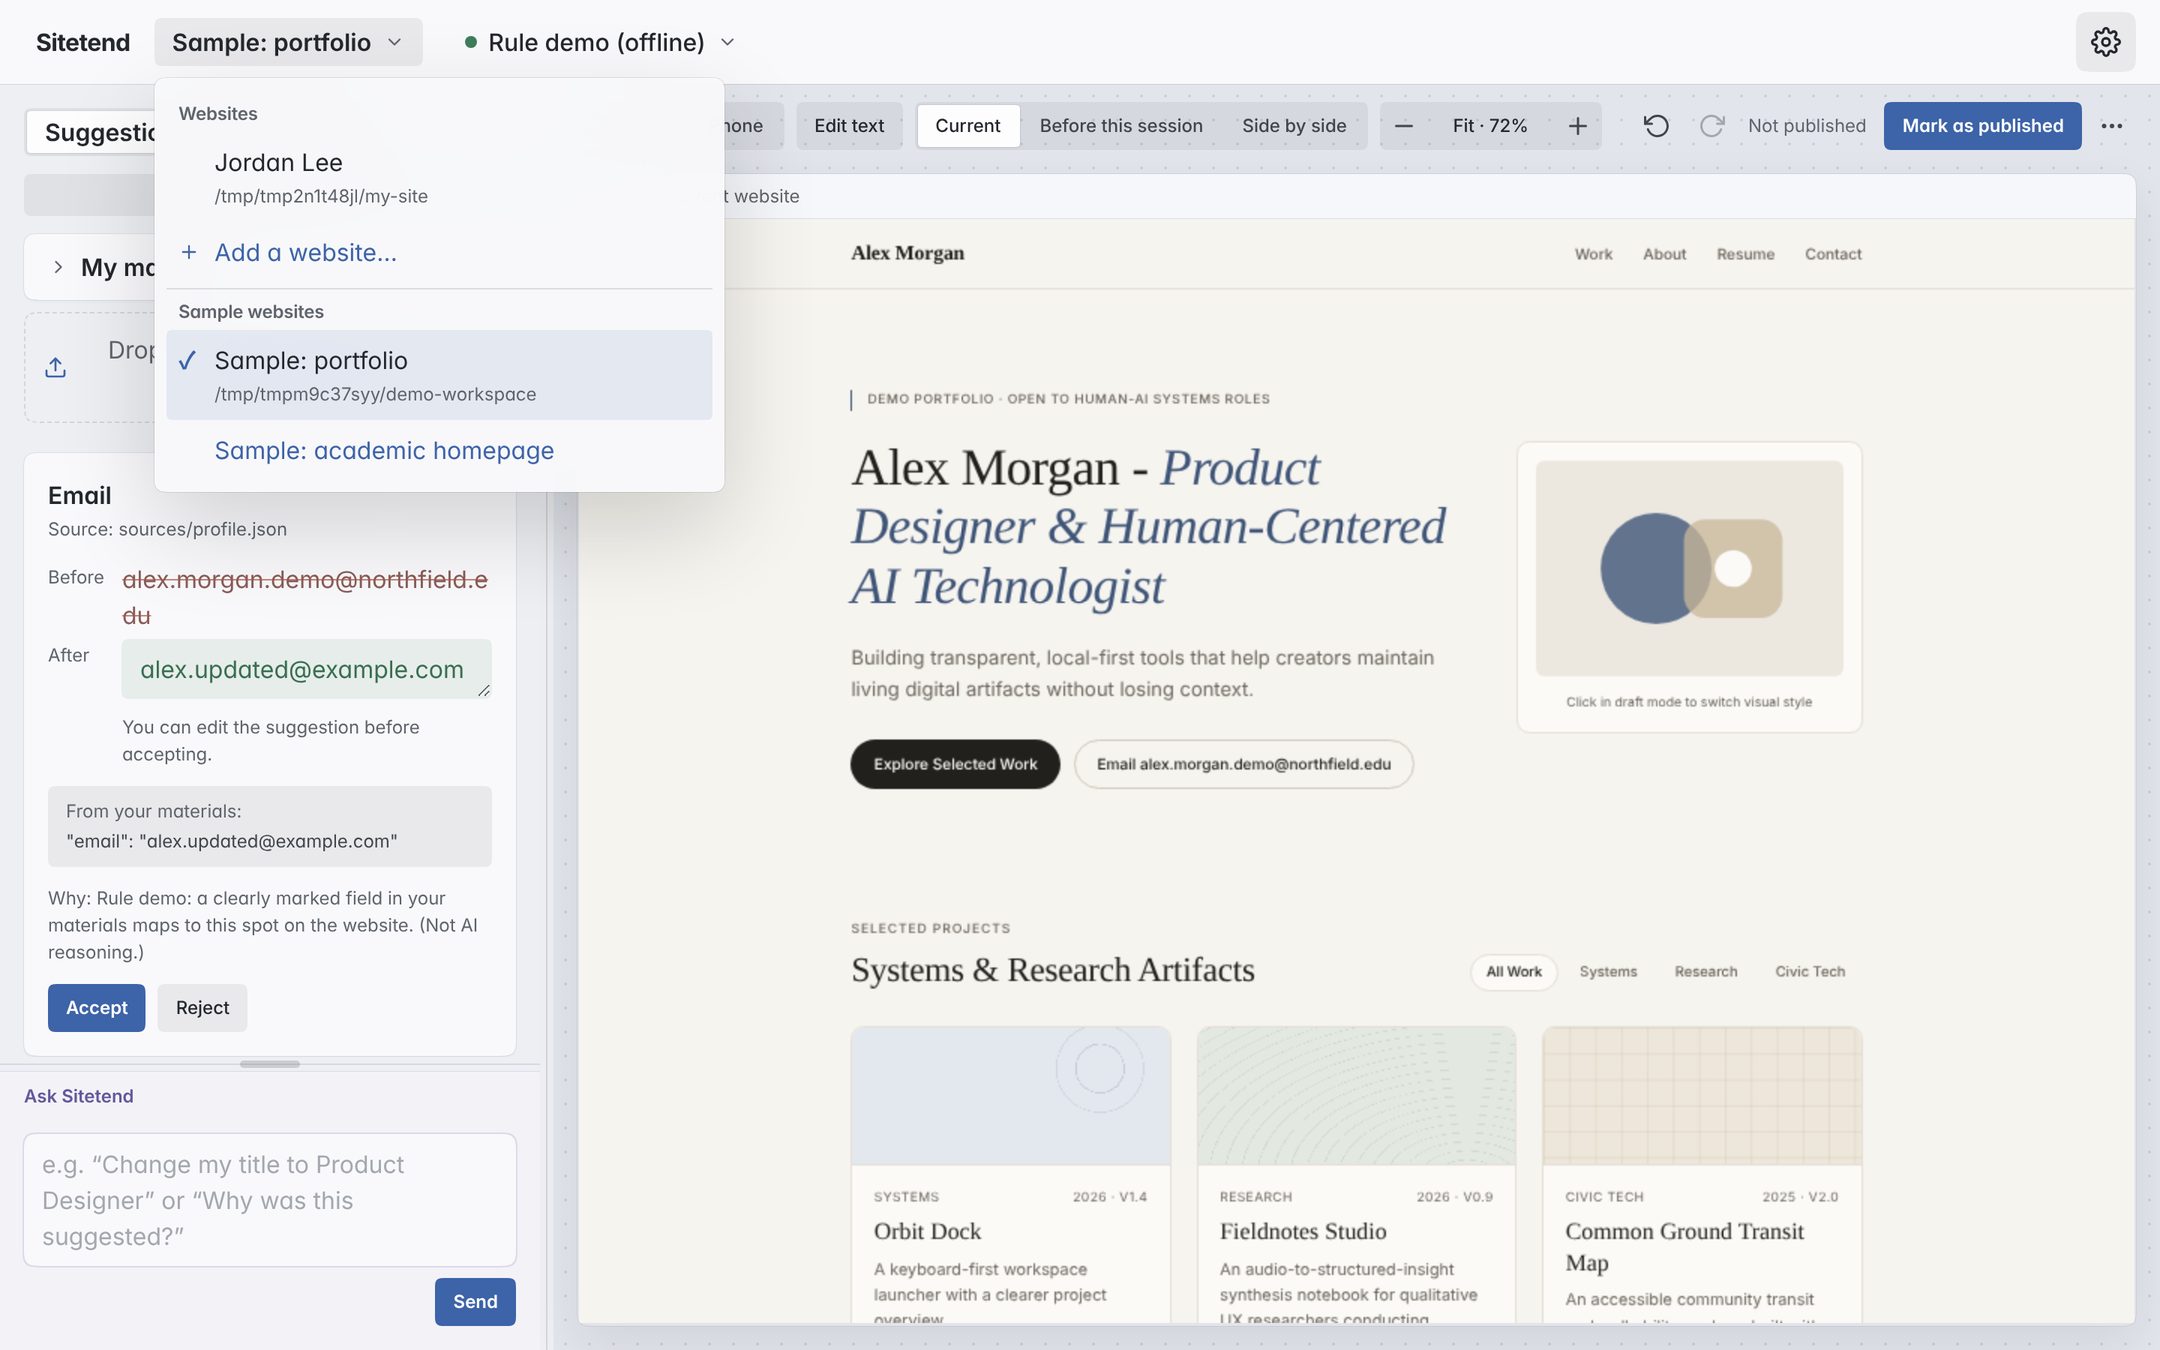 Sitetend
Sample: portfolio
Rule demo (offline)
Websites
Jordan Lee
/tmp/tmp2n1t48jl/my-site
+ Add a website...
Sample websites
✓ Sample: portfolio
/tmp/tmpm9c37syy/demo-workspace
Sample: academic homepage
Edit text
Current
Before this session
Side by side
— Fit · 72% +
Not published
Mark as published
...
website
My
Email
Source: sources/profile.json
Before
alex.morgan.demo@northfield.e
du
After
alex.updated@example.com
You can edit the suggestion before
accepting.
From your materials:
"email": "alex.updated@example.com"
Why: Rule demo: a clearly marked field in your
materials maps to this spot on the website. (Not AI
reasoning.)
Accept
Reject
Ask Sitetend
e.g. “Change my title to Product
Designer” or “Why was this
suggested?”
Send
Alex Morgan
Work
About
Resume
Contact
DEMO PORTFOLIO · OPEN TO HUMAN-AI SYSTEMS ROLES
Alex Morgan - Product
Designer & Human-Centered
AI Technologist
Building transparent, local-first tools that help creators maintain
living digital artifacts without losing context.
Explore Selected Work
Email alex.morgan.demo@northfield.edu
Click in draft mode to switch visual style
SELECTED PROJECTS
Systems & Research Artifacts
All Work
Systems
Research
Civic Tech
SYSTEMS
2026 · V1.4
Orbit Dock
A keyboard-first workspace
launcher with a clearer project
overview
RESEARCH
2026 · V0.9
Fieldnotes Studio
An audio-to-structured-insight
synthesis notebook for qualitative
UX researchers conducting
CIVIC TECH
2025 · V2.0
Common Ground Transit
Map
An accessible community transit